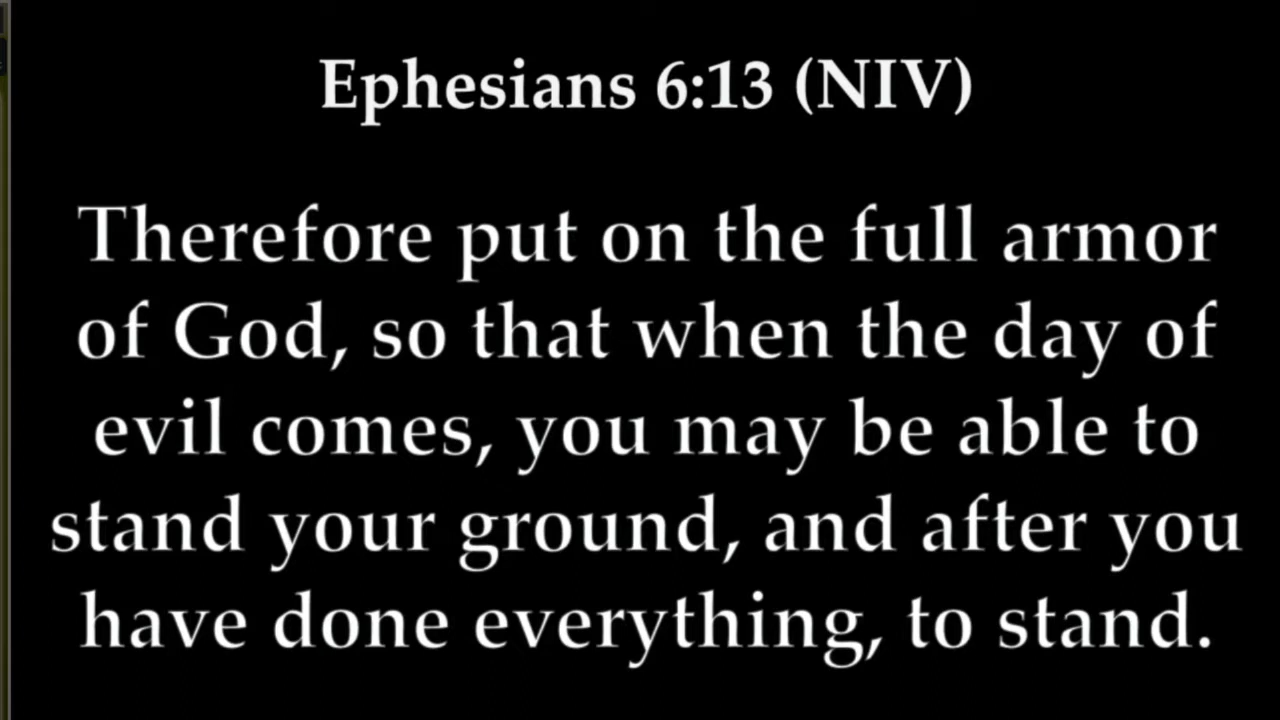 Ephesians 6:13 (NIV)
Therefore put on the full armor
of God, so that when the day of
evil comes, you may be able to
stand your ground, and after you
have done everything, to stand.